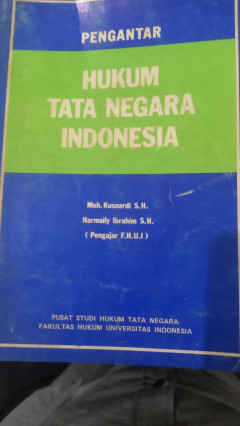 PENGANTAR
HUKUM
TATA NEGARA
INDONESIA
Moh. Kusnardi S.H.
Harmaily Ibrahim S.H.
( Pengajar F.H.U.I )
PUSAT STUDI HUKUM TATA NEGARA
FAKULTAS HUKUM UNIVERSITAS INDONESIA